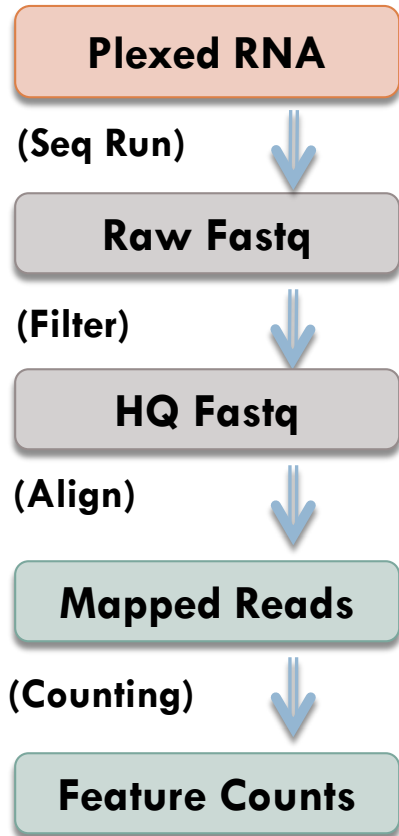 Plexed RNA
(Seq Run)
Raw Fastq
(Filter)
HQ Fastq
(Align)
Mapped Reads
(Counting)
Feature Counts